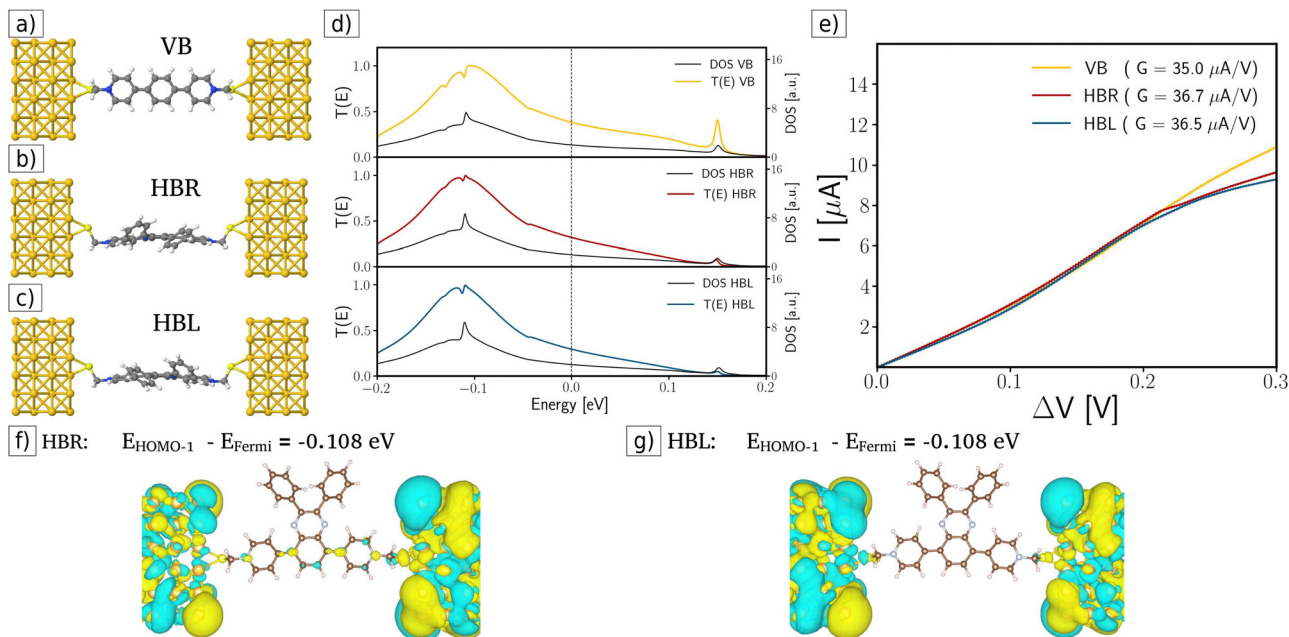 a)
VB
b)
HBR
c)
HBL
d)
T(E)
1.0
0.5
0.0
DOS VB
T(E) VB
16
8
0
DOS [a.u.]
T(E)
1.0
0.5
0.0
DOS HBR
T(E) HBR
16
8
0
DOS [a.u.]
T(E)
1.0
0.5
DOS HBL
T(E) HBL
16
8
0
DOS [a.u.]
−0.2 −0.1 0.0 0.1 0.2
Energy [eV]
e)
I [μA]
14
12
10
8
6
4
2
VB ( G = 35.0 μA/V)
HBR ( G = 36.7 μA/V)
HBL ( G = 36.5 μA/V)
0.0 0.1 0.2 0.3
ΔV [V]
f) HBR: E_HOMO-1 - E_Fermi = -0.108 eV
g) HBL: E_HOMO-1 - E_Fermi = -0.108 eV